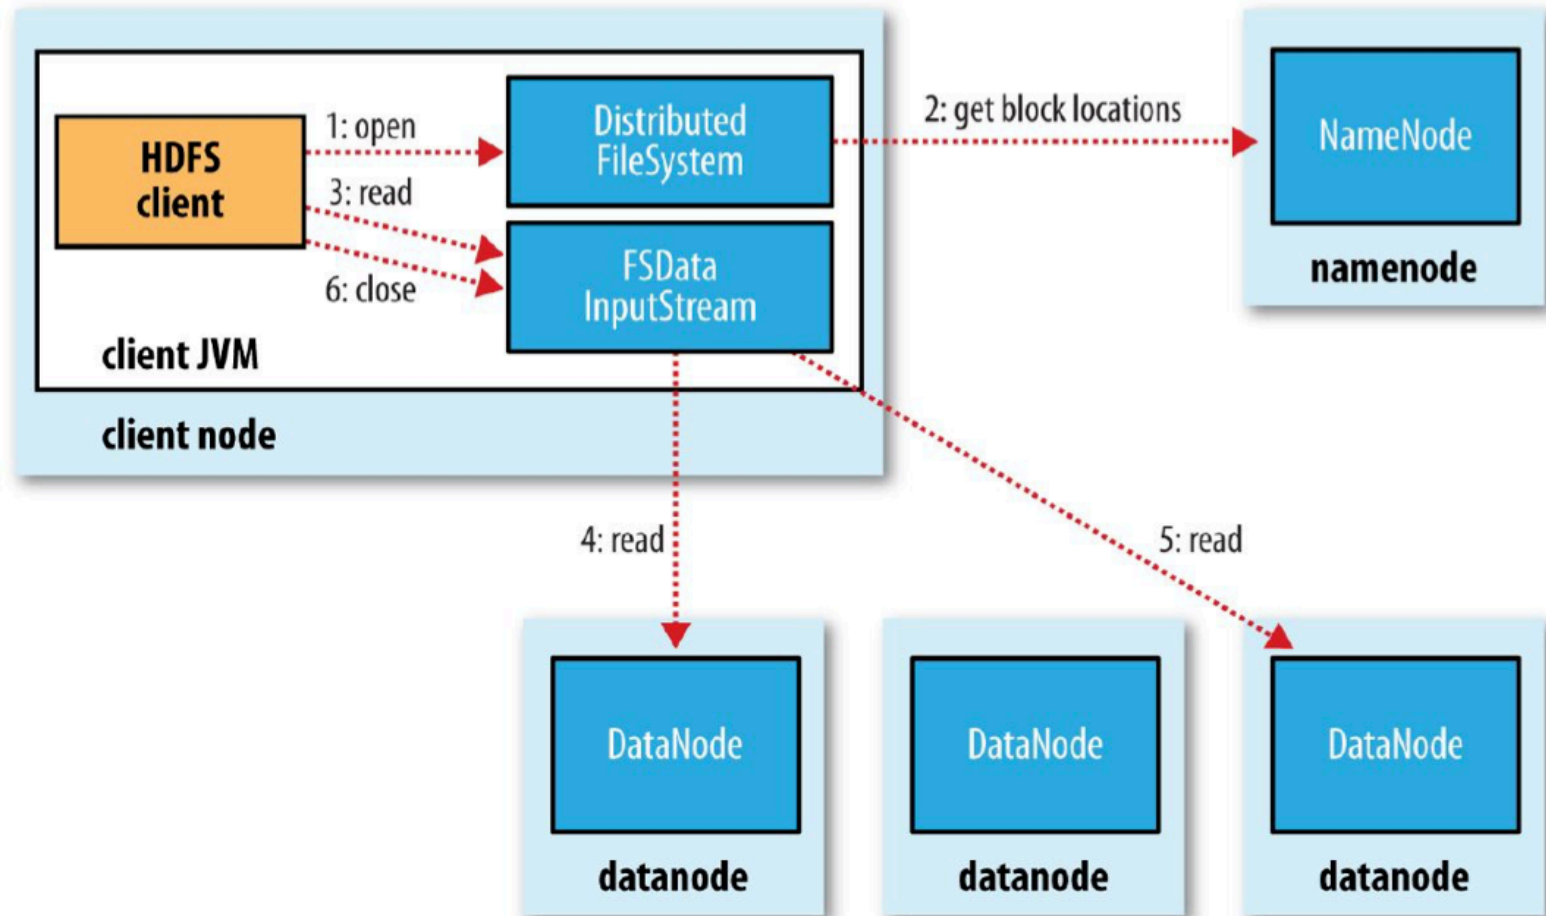 HDFS
client
1: open
3: read
6: close
Distributed
FileSystem
FSData
InputStream
client JVM
client node
2: get block locations
NameNode
namenode
4: read
5: read
DataNode
datanode
DataNode
datanode
DataNode
datanode